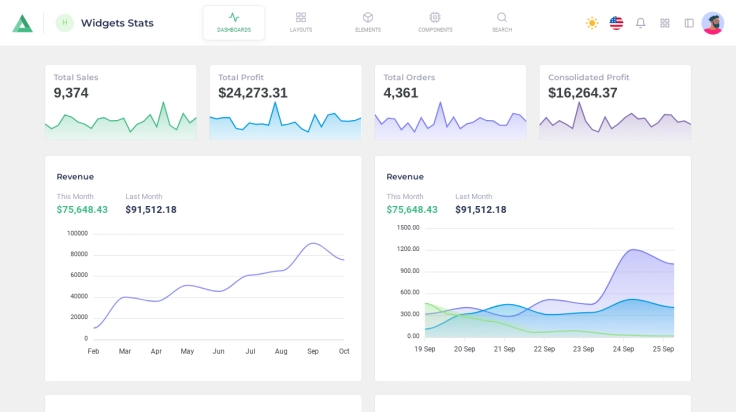 H Widgets Stats
DASHBOARDS LAYOUTS ELEMENTS COMPONENTS SEARCH
Total Sales
9,374
Total Profit
$24,273.31
Total Orders
4,361
Consolidated Profit
$16,264.37
Revenue
This Month Last Month
$75,648.43 $91,512.18
100000
80000
60000
40000
20000
0
Feb Mar Apr May Jun Jul Aug Sep Oct
Revenue
This Month Last Month
$75,648.43 $91,512.18
1500.00
1200.00
900.00
600.00
300.00
0.00
19 Sep 20 Sep 21 Sep 22 Sep 23 Sep 24 Sep 25 Sep